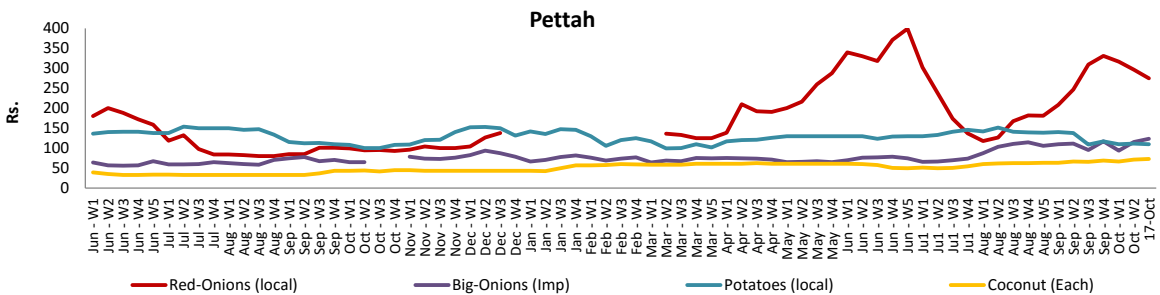 Pettah
Rs.
400
350
300
250
200
150
100
50
0
Jun - W1
Jun - W2
Jun - W3
Jun - W4
Jun - W5
Jul - W1
Jul - W2
Jul - W3
Jul - W4
Aug - W1
Aug - W2
Aug - W3
Aug - W4
Sep - W1
Sep - W2
Sep - W3
Sep - W4
Oct - W1
Oct - W2
Oct - W3
Oct - W4
Nov - W1
Nov - W2
Nov - W3
Nov - W4
Dec - W1
Dec - W2
Dec - W3
Dec - W4
Jan - W1
Jan - W2
Jan - W3
Jan - W4
Feb - W1
Feb - W2
Feb - W3
Feb - W4
Mar - W1
Mar - W2
Mar - W3
Mar - W4
Mar - W5
Apr - W1
Apr - W2
Apr - W3
Apr - W4
May - W1
May - W2
May - W3
May - W4
Jun - W1
Jun - W2
Jun - W3
Jun - W4
Jun - W5
Jul1 - W1
Jul1 - W2
Jul - W3
Jul - W4
Aug - W1
Aug - W2
Aug - W3
Aug - W4
Aug - W5
Sep - W1
Sep - W2
Sep - W3
Sep - W4
Oct - W1
Oct - W2
17-Oct
Red-Onions (local)
Big-Onions (Imp)
Potatoes (local)
Coconut (Each)